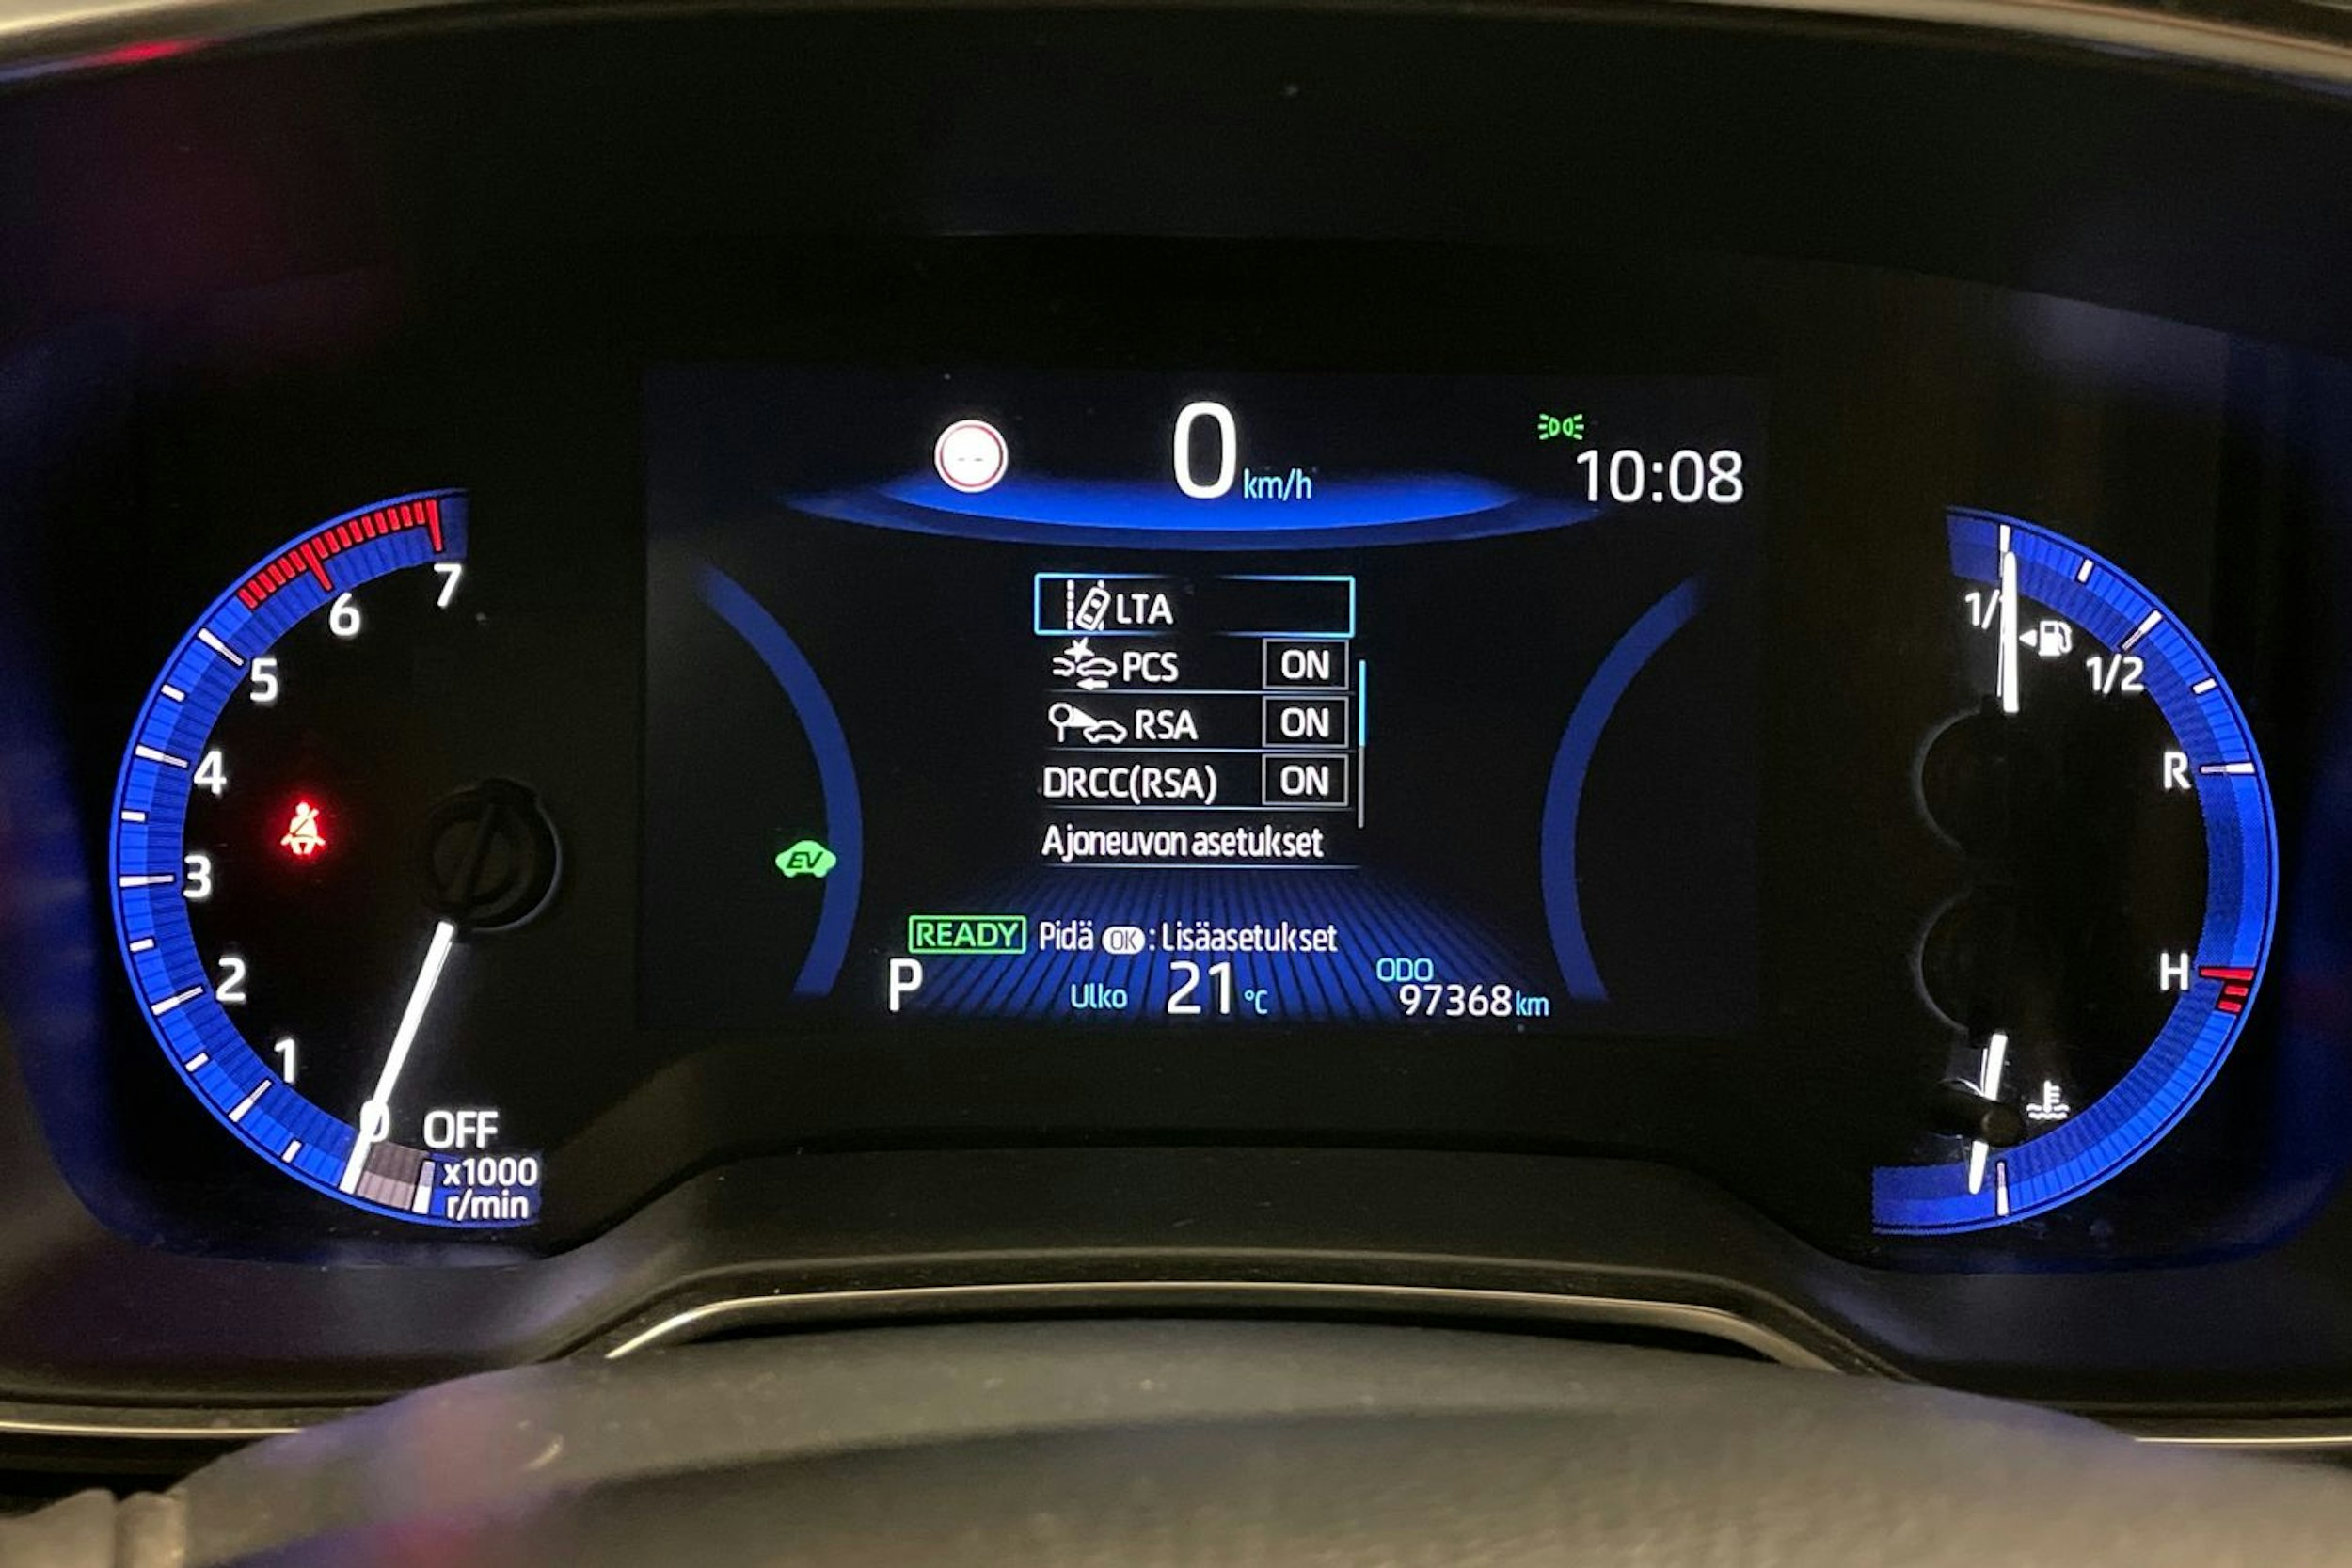 0 km/h
10:08
LTA
PCS ON
RSA ON
DRCC(RSA) ON
Ajoneuvon asetukset
READY Pidä OK : Lisäasetukset
P Ulko 21 °C ODO 97368 km
EV
7
6
5
4
3
2
1
0 OFF
x1000
r/min
1/1
1/2
R
H